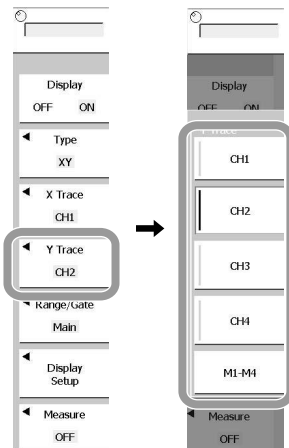 Display
OFF ON
Type
XY
X Trace
CH1
Y Trace
CH2
Range/Gate
Main
Display
Setup
Measure
OFF
Display
OFF ON
Y Trace
CH1
CH2
CH3
CH4
M1-M4
Measure
OFF